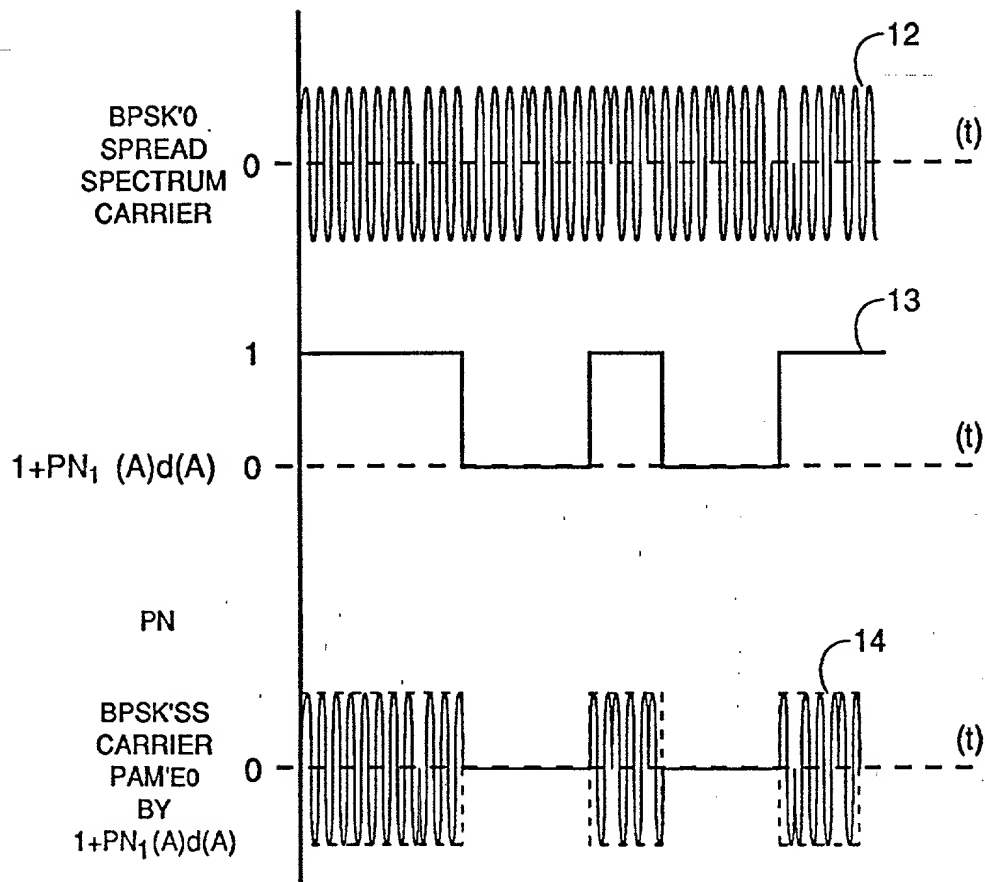 12
BPSK'0
SPREAD
SPECTRUM
CARRIER
0
(t)
13
1
1+PN₁ (A)d(A)
0
(t)
PN
14
BPSK'SS
CARRIER
PAM'E0
BY
1+PN₁(A)d(A)
0
(t)